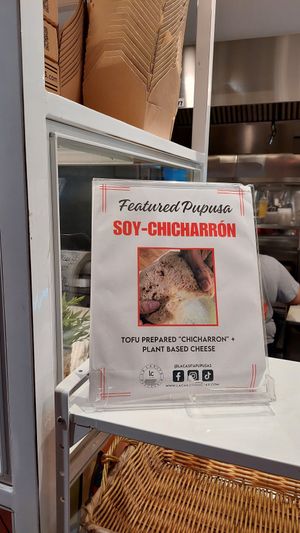 Featured Pupusa
SOY-CHICHARRÓN
TOFU PREPARED "CHICHARRON" +
PLANT BASED CHEESE